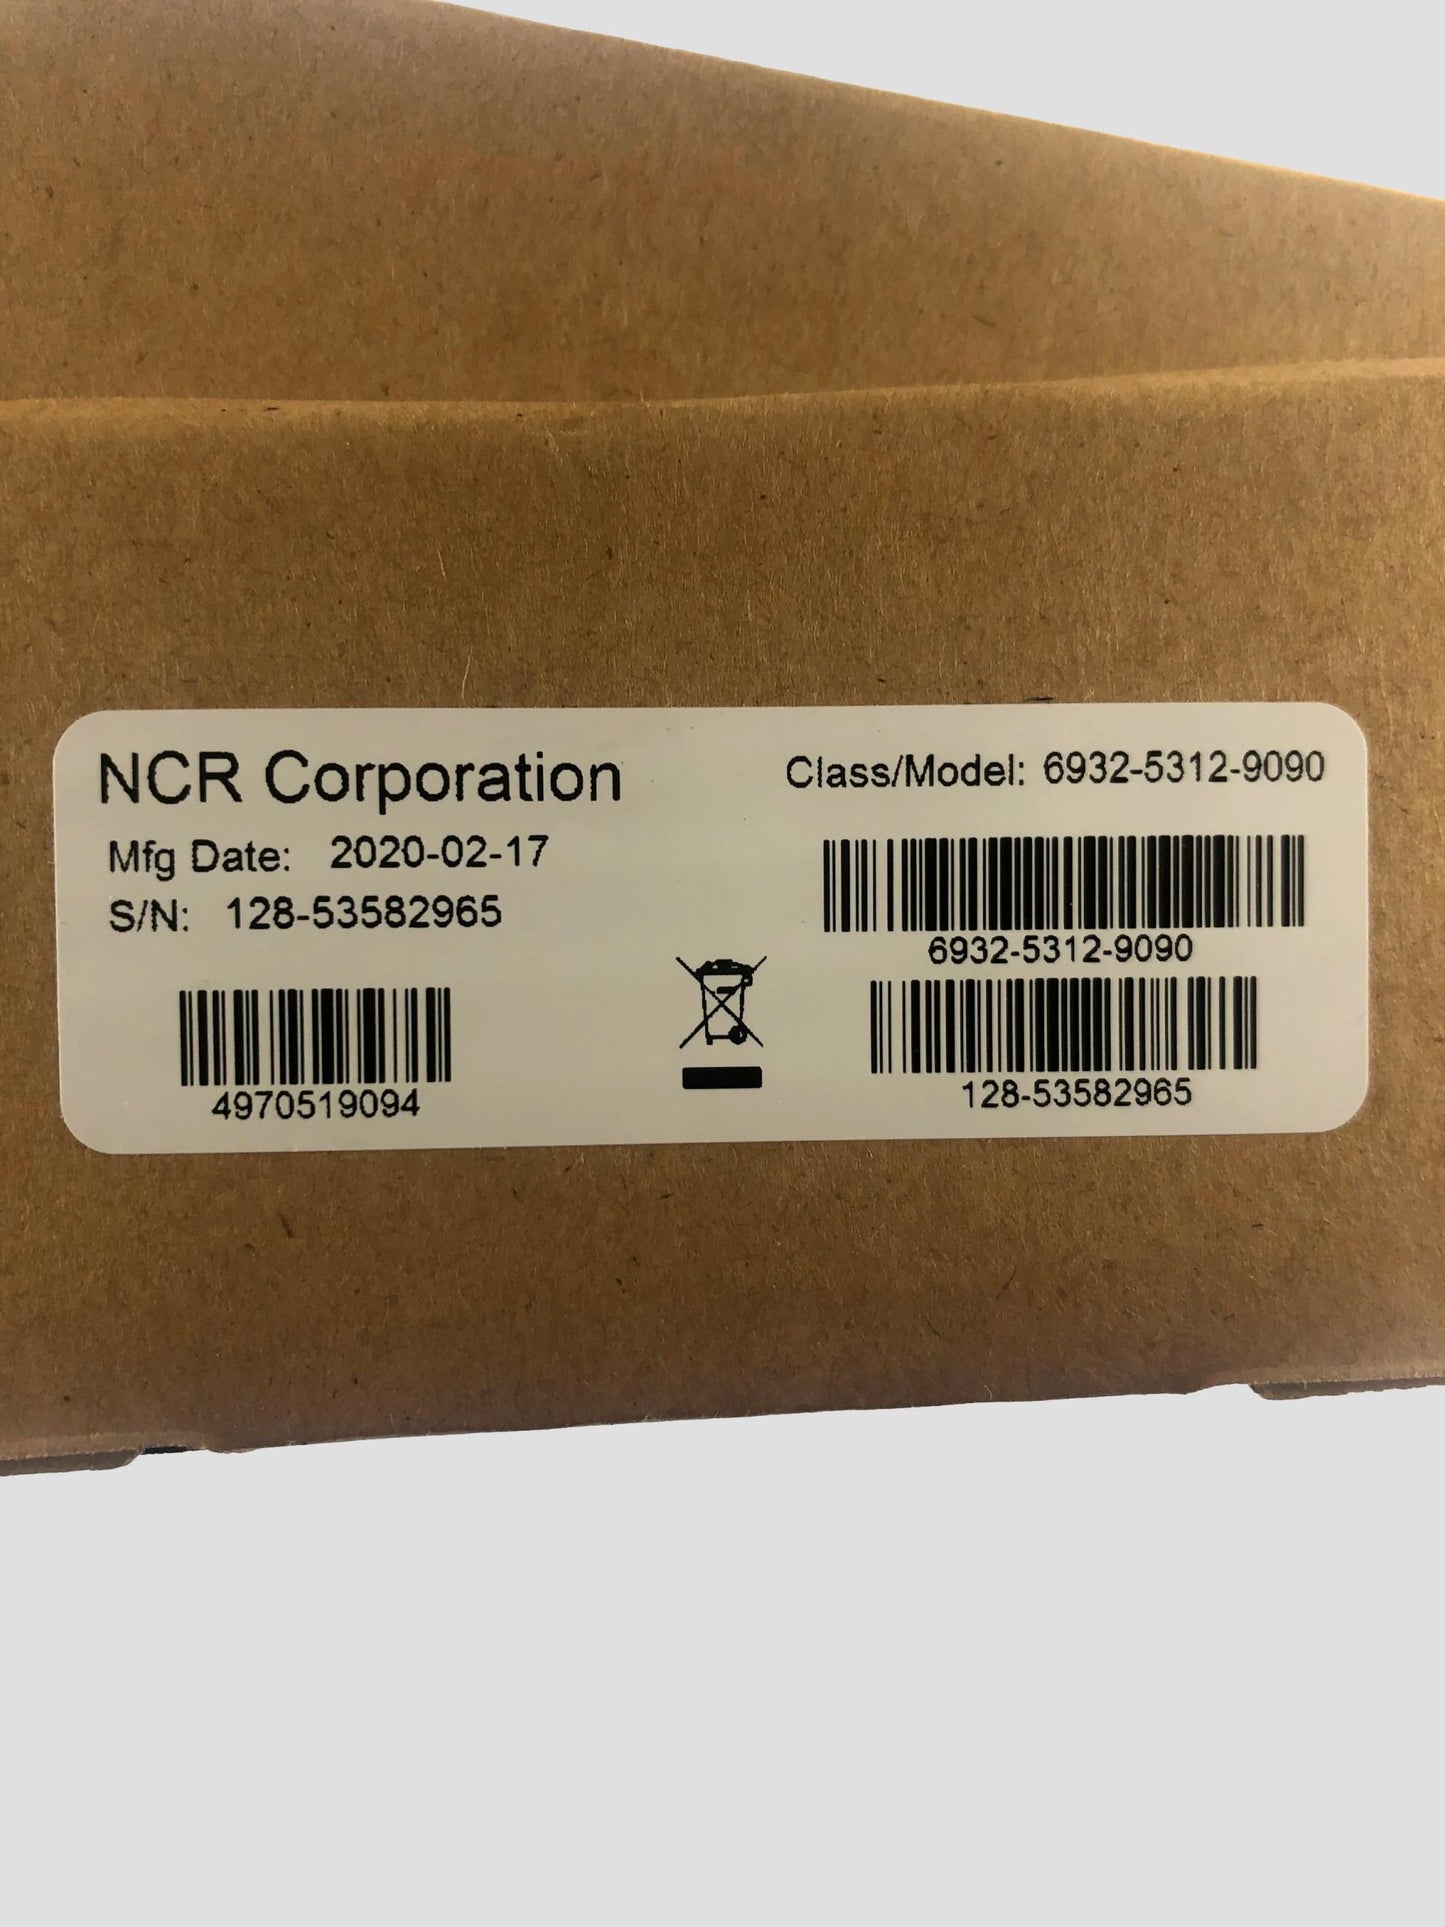 NCR Corporation
Class/Model: 6932-5312-9090
Mfg Date: 2020-02-17
S/N: 128-53582965
6932-5312-9090
4970519094
128-53582965